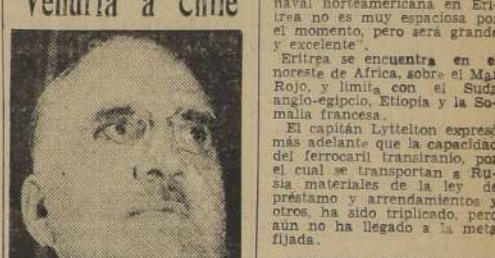 Vendría a Chile
naval norteamericana en Eri-
trea no es muy espaciosa por
el momento, pero será grande
y excelente".
Eritrea se encuentra en el
noreste de Africa, sobre el Mar
Rojo, y limita con el Sudá
anglo-egipcio, Etiopía y la So-
malia francesa.
El capitán Lyttelton expresó
más adelante que la capacidad
del ferrocaril transiranio, por
el cual se transportan a Ru-
sia materiales de la ley de
préstamo y arrendamientos y
otros, ha sido triplicado, pero
aún no ha llegado a la meta
fijada.